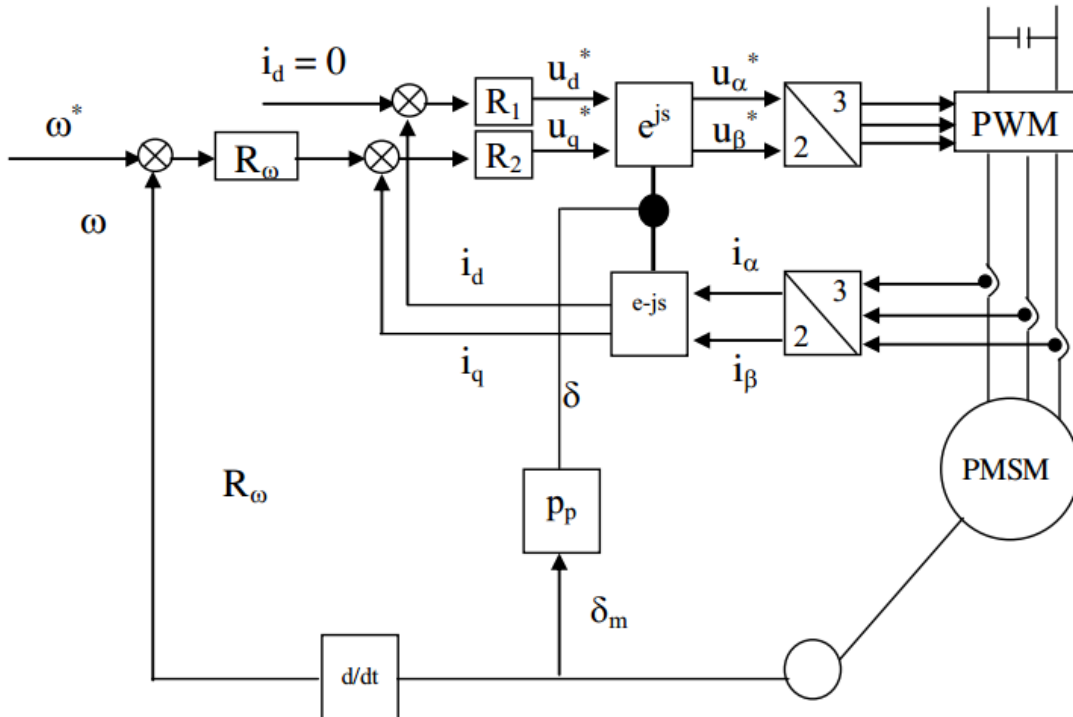 i_d = 0
u_d^*
u_α^*
3
ω^*
R_1
e^{js}
PWM
R_ω
R_2
u_q^*
u_β^*
2
ω
i_d
i_α
3
e-js
2
i_q
i_β
δ
PMSM
R_ω
p_p
δ_m
d/dt